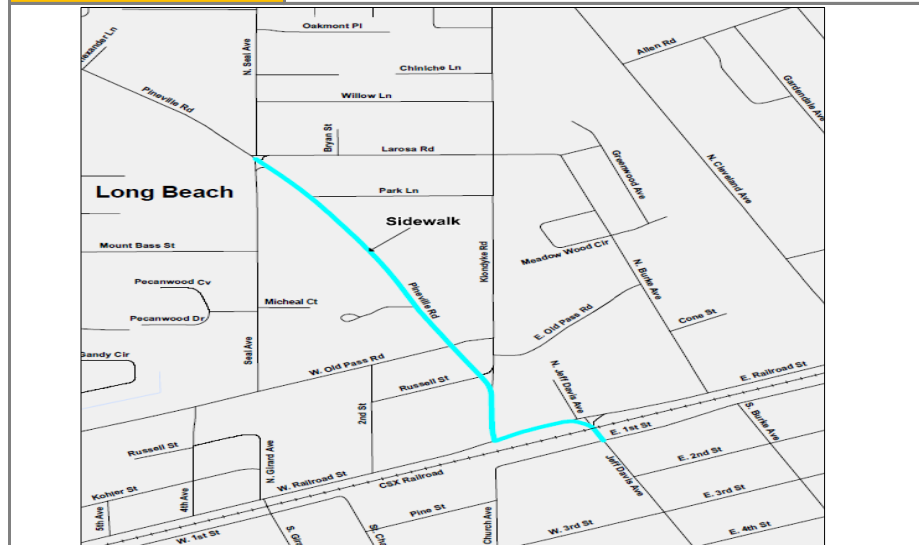 Oakmont Pl
N. Seal Ave
Allen Rd
Chiniche Ln
Willow Ln
Gardendale Ave
Pineville Rd
Bryan St
Larosa Rd
Greenwood Ave
N. Cleveland Ave
Long Beach
Park Ln
Sidewalk
Mount Bass St
Klondyke Rd
Meadow Wood Cir
N. Burke Ave
Pecanwood Cv
Micheal Ct
Pineville Rd
Pecanwood Dr
Cone St
E. Old Pass Rd
Seal Ave
Gandy Cir
W. Old Pass Rd
Russell St
N. Jeff Davis Ave
E. Railroad St
2nd St
S. Burke Ave
E. 1st St
Russell St
N. Girard Ave
E. 2nd St
W. Railroad St
CSX Railroad
Jeff Davis Ave
Kohler St
4th Ave
5th Ave
E. 3rd St
Pine St
Church Ave
W. 3rd St
E. 4th St
W. 1st St